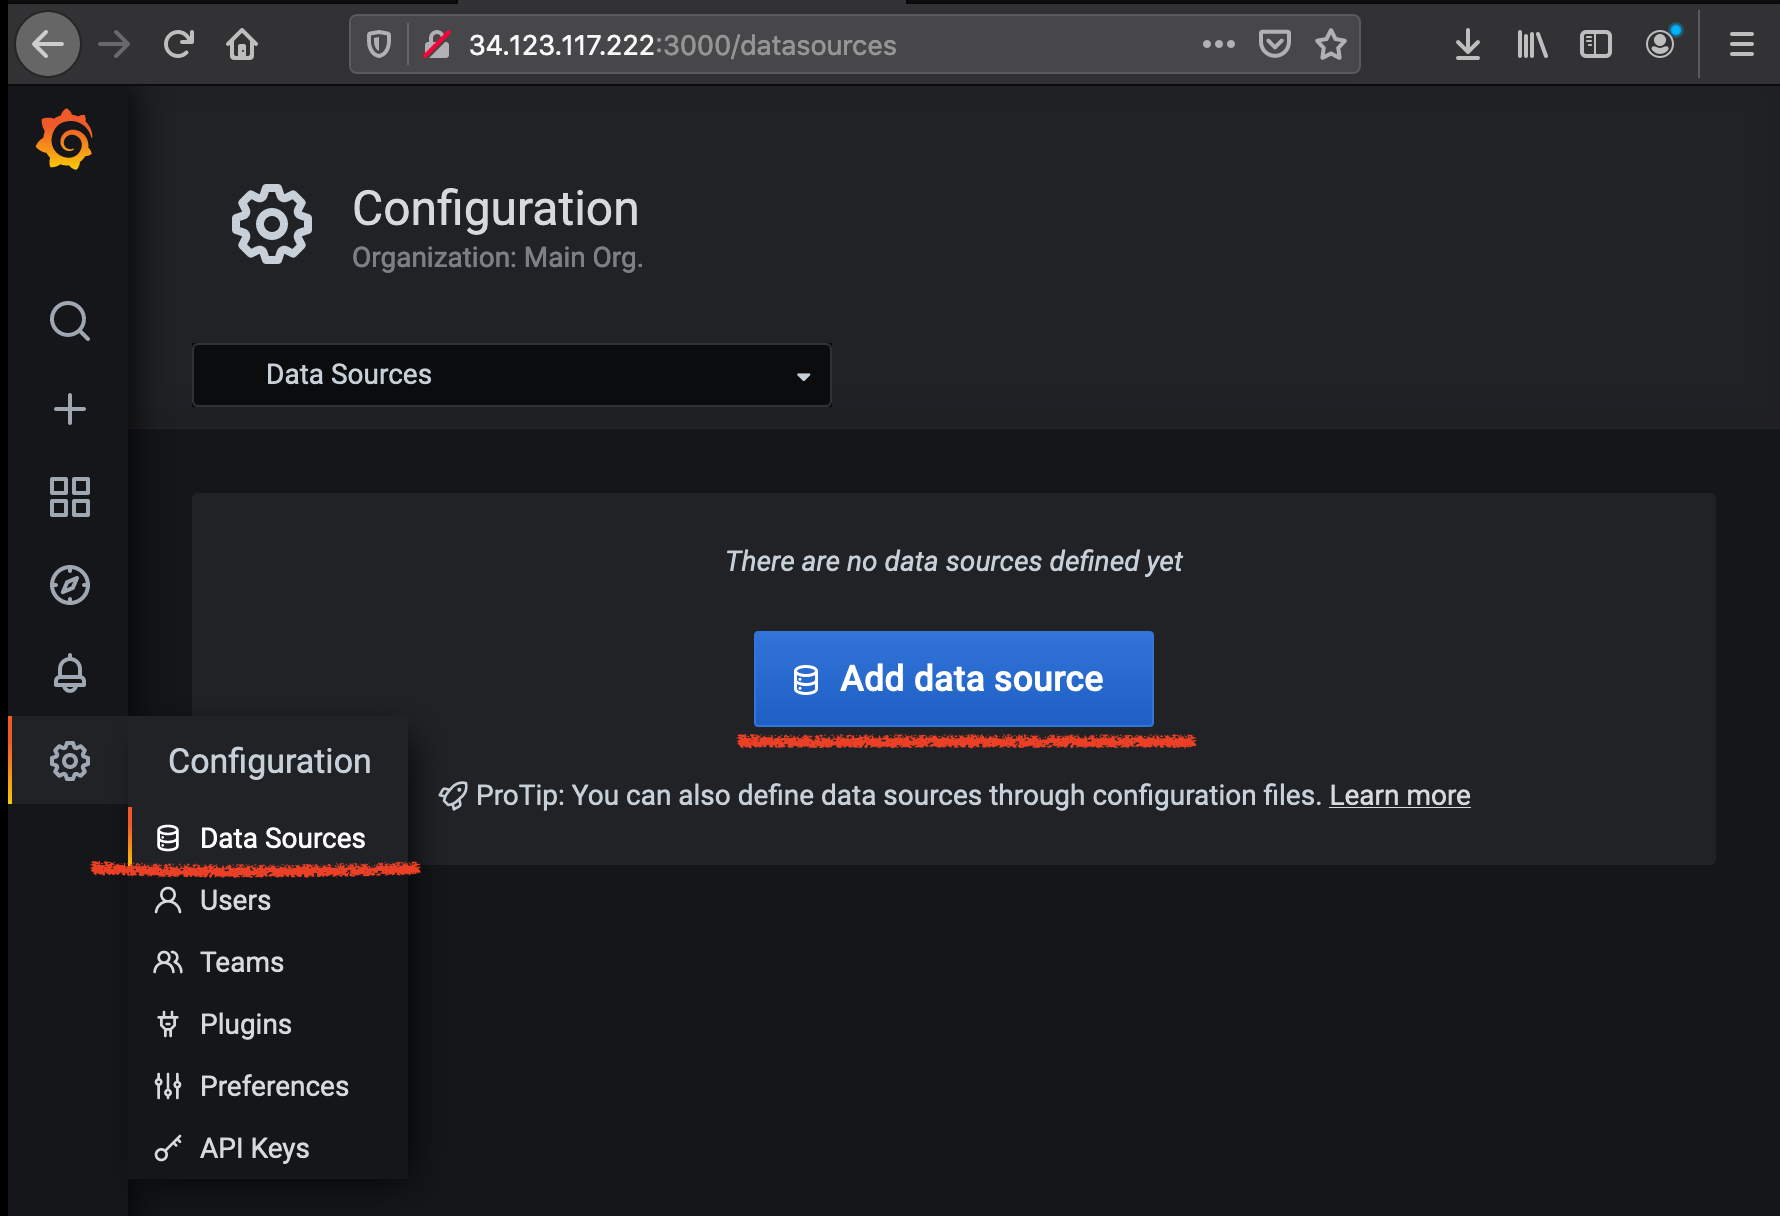 34.123.117.222:3000/datasources
Configuration
Organization: Main Org.
Data Sources
There are no data sources defined yet
Add data source
ProTip: You can also define data sources through configuration files. Learn more
Configuration
Data Sources
Users
Teams
Plugins
Preferences
API Keys